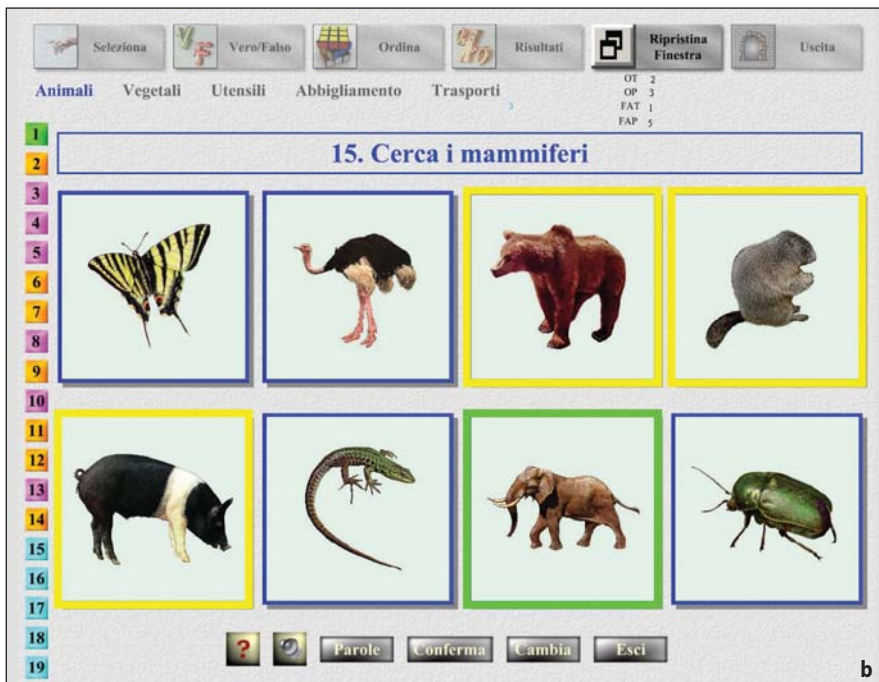 Seleziona
Vero/Falso
Ordina
Risultati
Ripristina
Finestra
Uscita
Animali Vegetali Utensili Abbigliamento Trasporti
3
OT 2
OP 3
FAT 1
FAP 5
15. Cerca i mammiferi
1
2
3
4
5
6
7
8
9
10
11
12
13
14
15
16
17
18
19
? Parole Conferma Cambia Esci
b